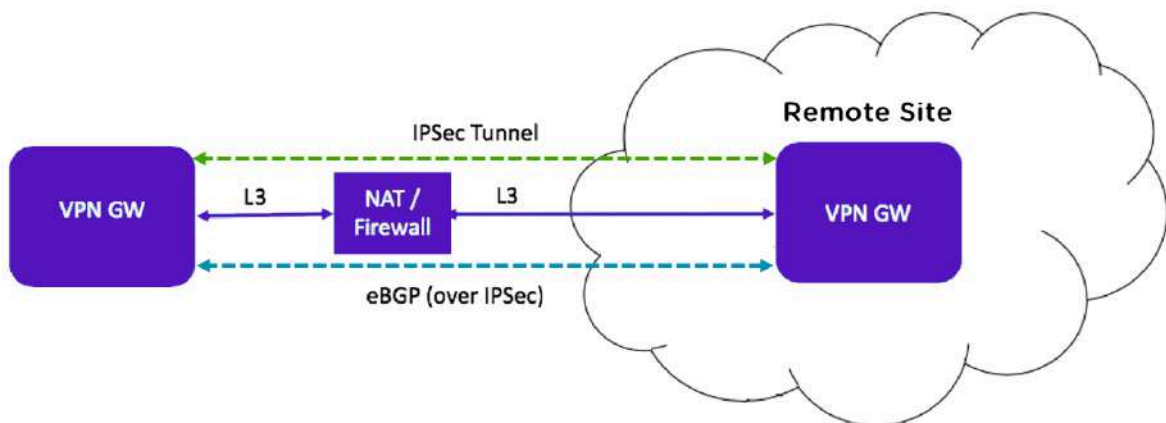 Remote Site
IPSec Tunnel
VPN GW
L3
NAT /
Firewall
L3
VPN GW
eBGP (over IPSec)